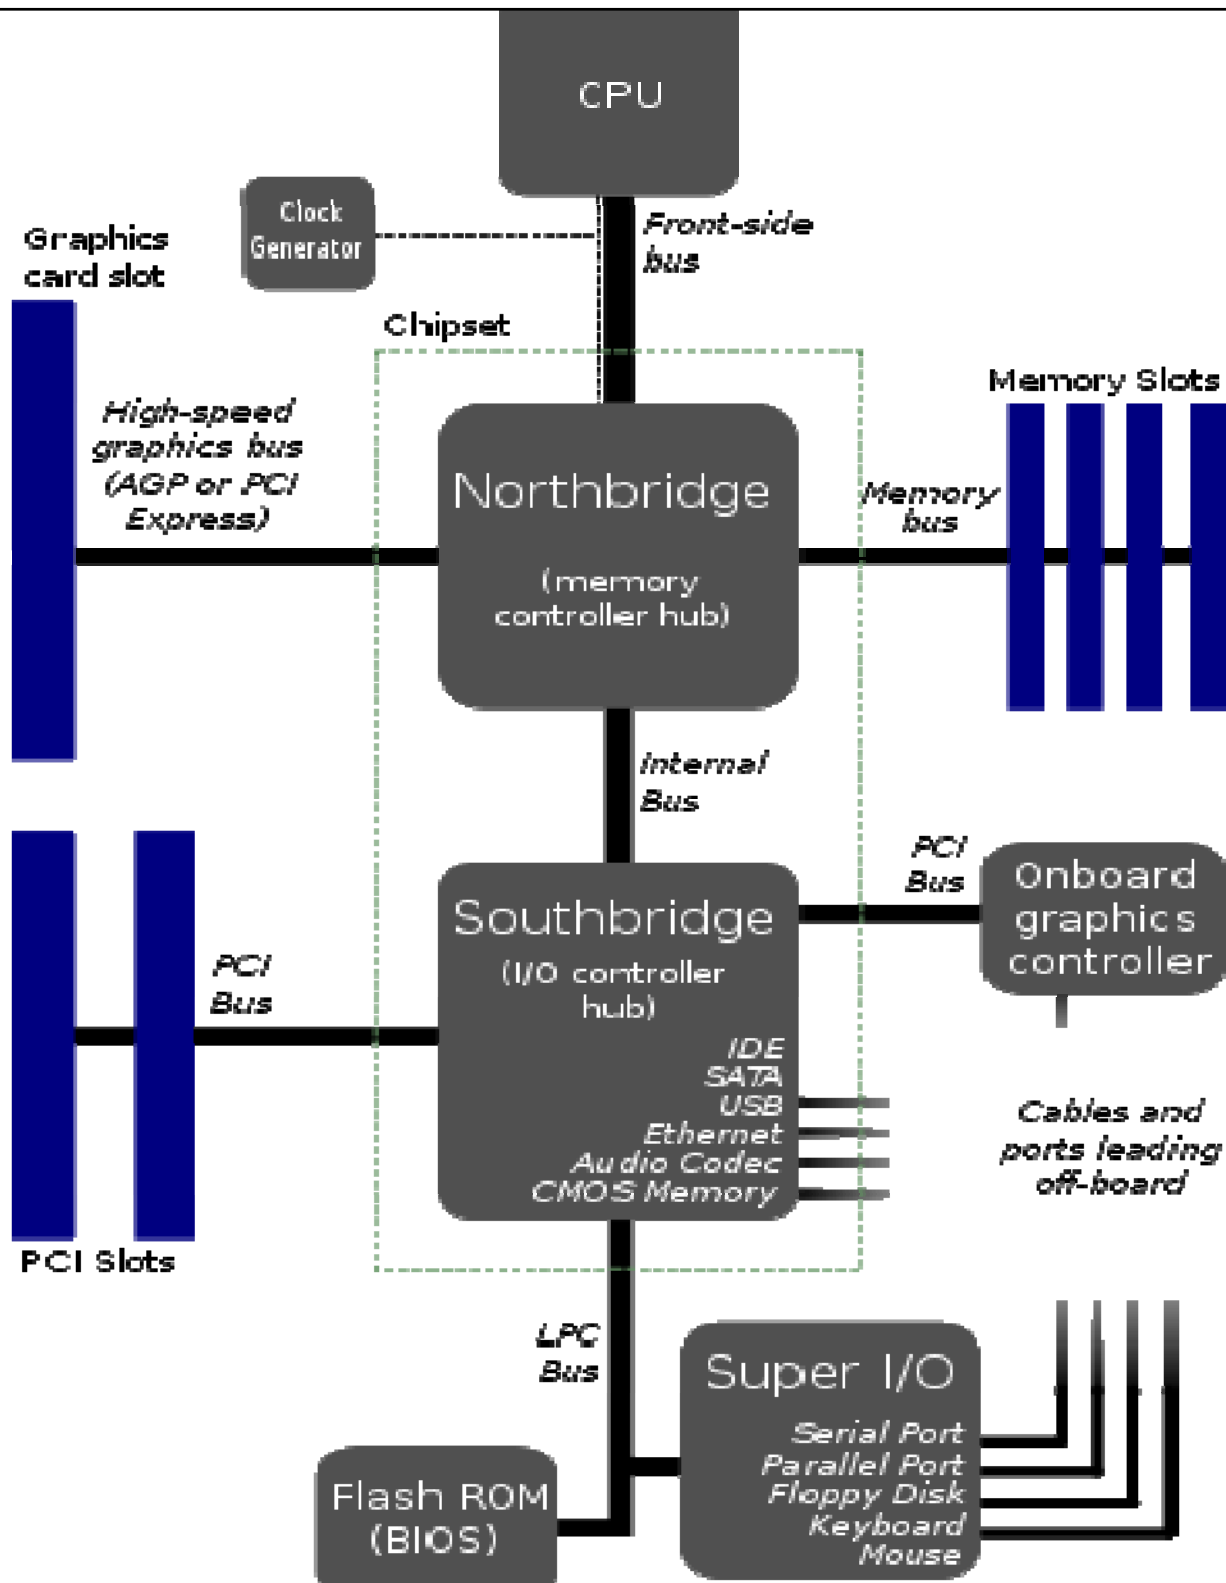 CPU
Clock
Generator
Front-side
bus
Graphics
card slot
Chipset
High-speed
graphics bus
(AGP or PCI
Express)
Memory Slots
Northbridge
(memory
controller hub)
Memory
bus
Internal
Bus
PCI
Bus
Onboard
graphics
controller
Southbridge
(I/O controller
hub)
IDE
SATA
USB
Ethernet
Audio Codec
CMOS Memory
PCI
Bus
PCI Slots
Cables and
ports leading
off-board
LPC
Bus
Super I/O
Serial Port
Parallel Port
Floppy Disk
Keyboard
Mouse
Flash ROM
(BIOS)